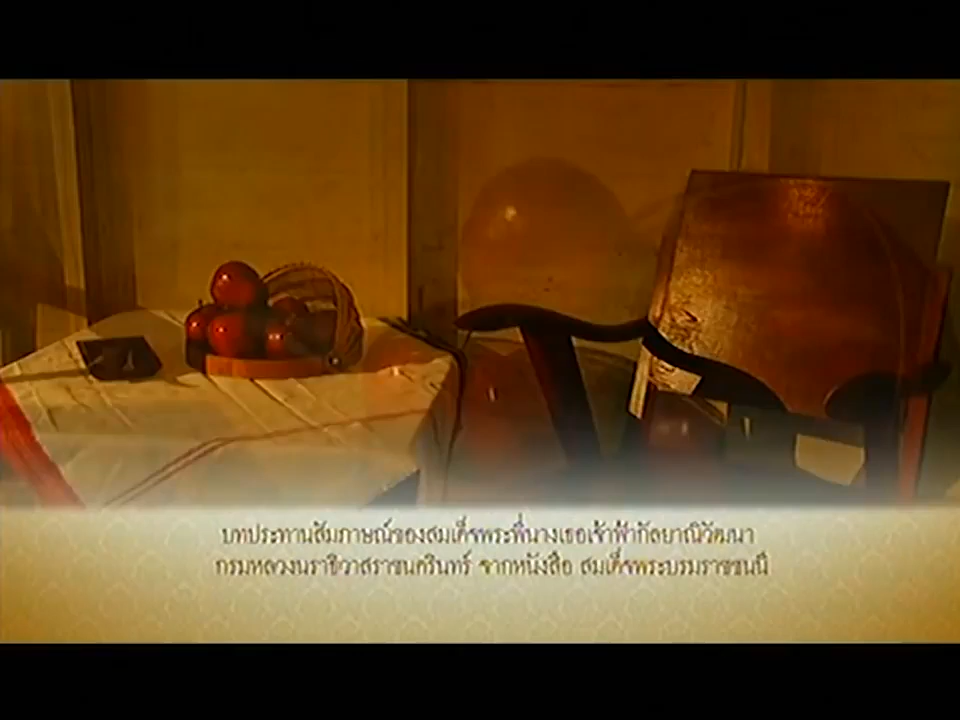 บทประทานสัมภาษณ์ของสมเด็จพระพี่นางเธอเจ้าฟ้ากัลยาณิวัฒนา
กรมหลวงนราธิวาสราชนครินทร์ จากหนังสือ สมเด็จพระบรมราชชนนี